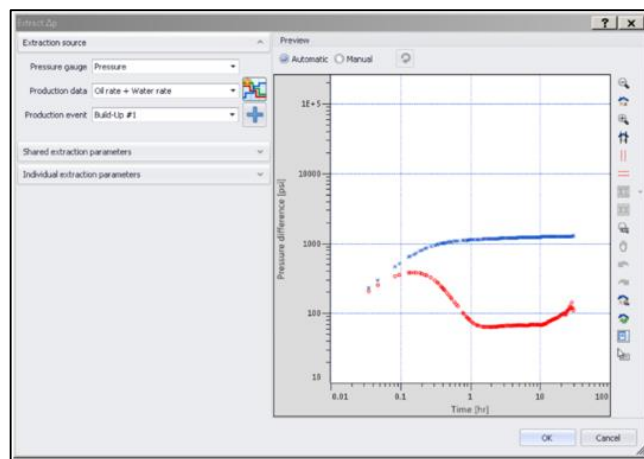 Extract Δp
Extraction source
Pressure gauge Pressure
Production data Oil rate + Water rate
Production event Build-Up #1
Shared extraction parameters
Individual extraction parameters
Preview
Automatic Manual
1E+5
10000
1000
100
10
Pressure difference [psi]
0.01 0.1 1 10 100
Time [hr]
OK Cancel